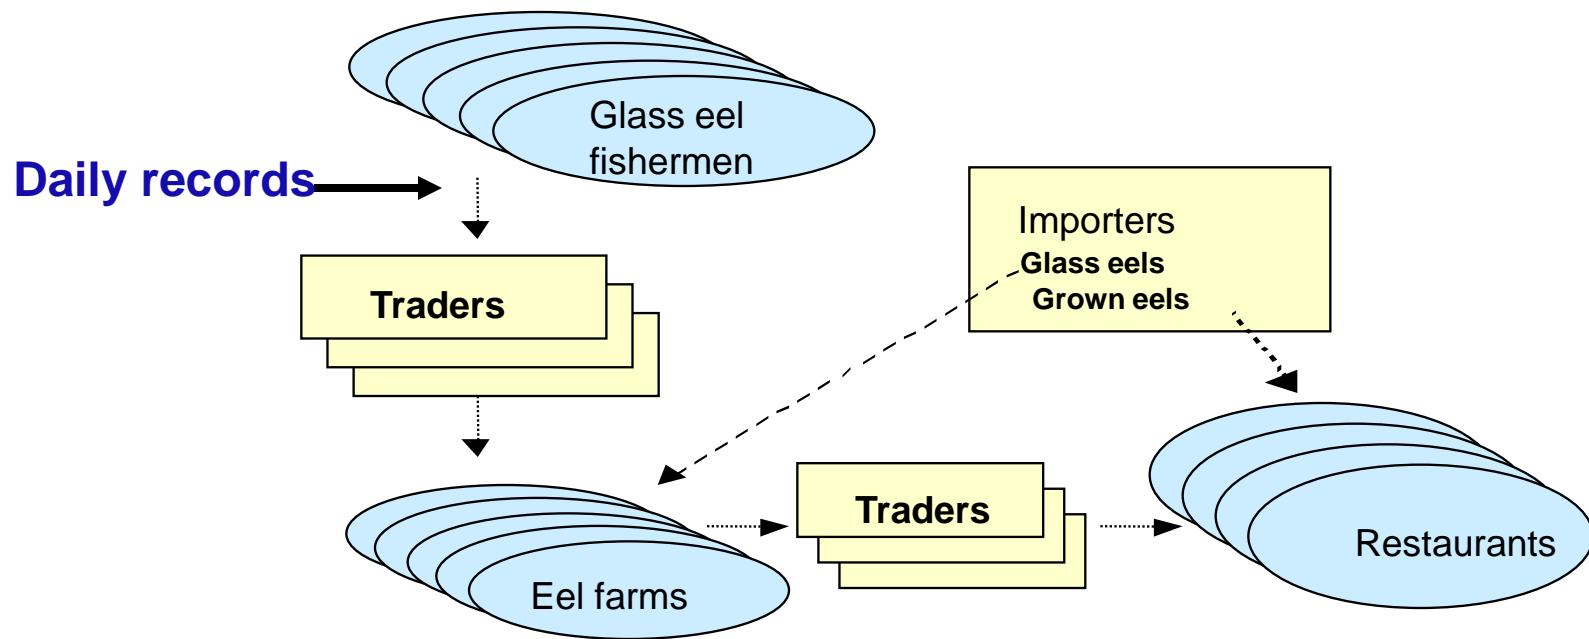 Glass eel
fishermen
Daily records
Importers
Glass eels
Grown eels
Traders
Traders
Restaurants
Eel farms